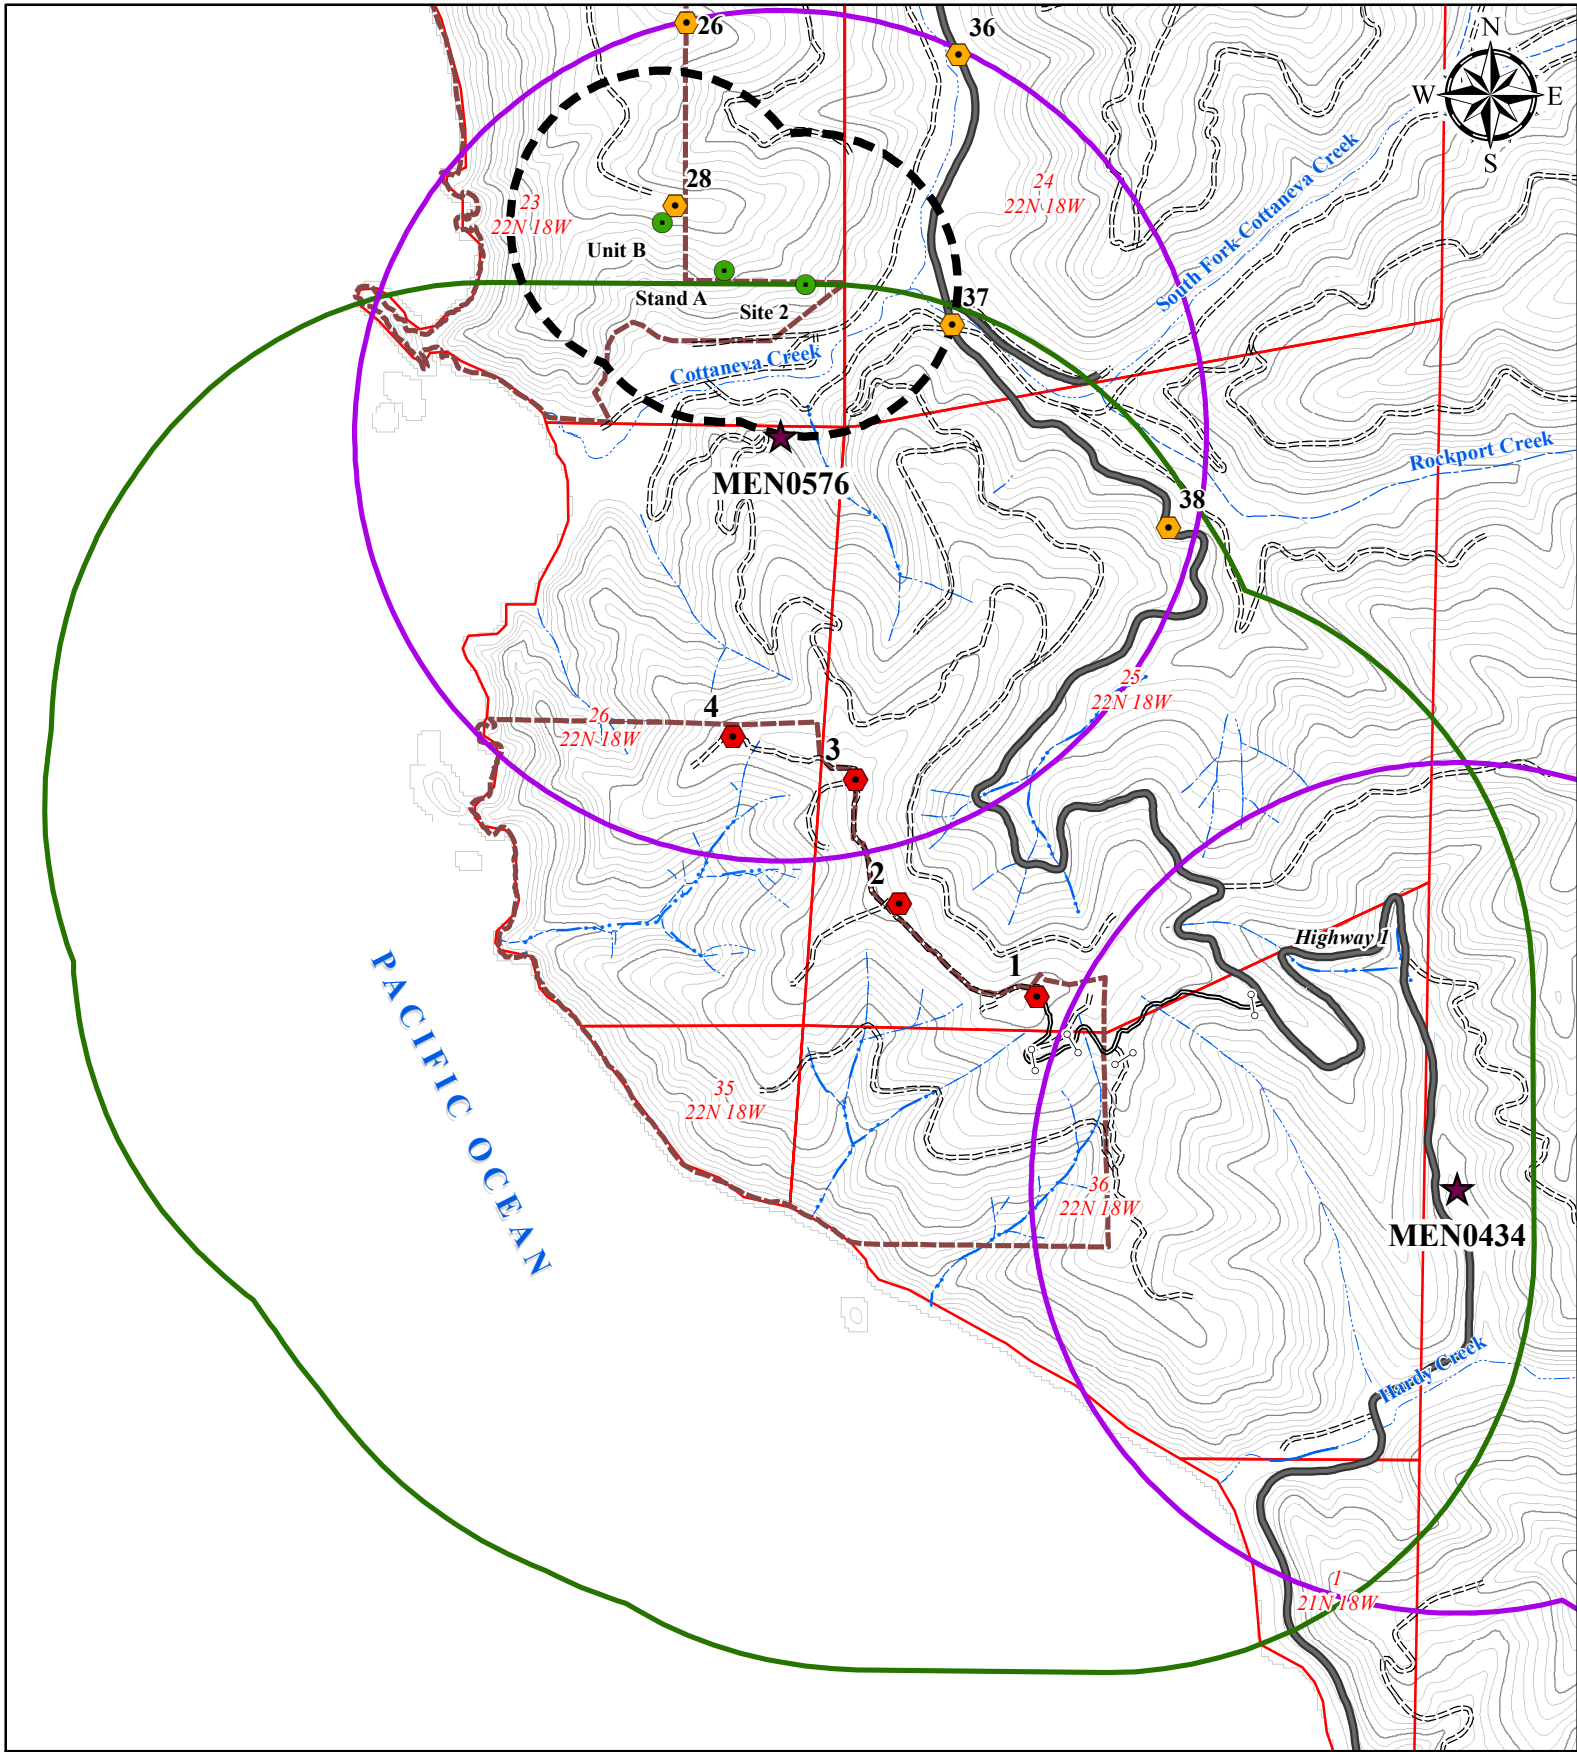 26
36
N
W
E
S
28
23
22N 18W
24
22N 18W
South Fork Cottaneva Creek
Unit B
Stand A
Site 2
37
Cottaneva Creek
Rockport Creek
MEN0576
38
25
22N 18W
4
26
22N 18W
3
2
Highway 1
1
PACIFIC OCEAN
35
22N 18W
36
22N 18W
MEN0434
Hardy Creek
1
21N 18W